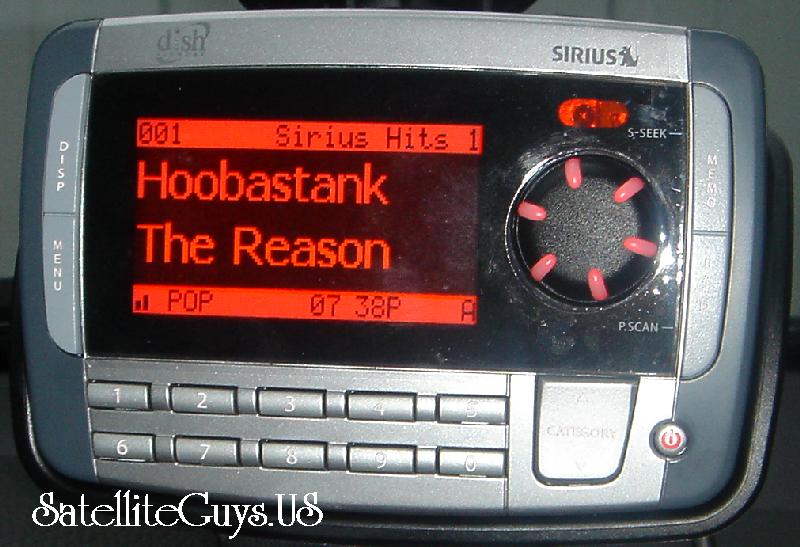 dish
SIRIUS
S-SEEK
DISP
MENU
MEMO
001 Sirius Hits 1
Hoobastank
The Reason
POP 07 38P A
P.SCAN
1 2 3 4 5
6 7 8 9 0
CATEGORY
SatelliteGuys.US